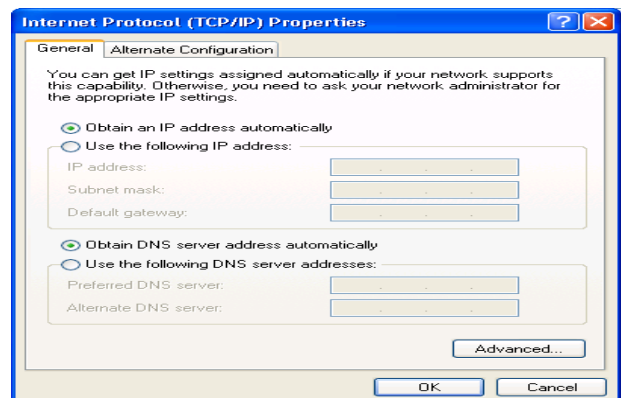 Internet Protocol (TCP/IP) Properties
General
Alternate Configuration
You can get IP settings assigned automatically if your network supports
this capability. Otherwise, you need to ask your network administrator for
the appropriate IP settings.
Obtain an IP address automatically
Use the following IP address:
IP address:
Subnet mask:
Default gateway:
Obtain DNS server address automatically
Use the following DNS server addresses:
Preferred DNS server:
Alternate DNS server:
Advanced...
OK
Cancel